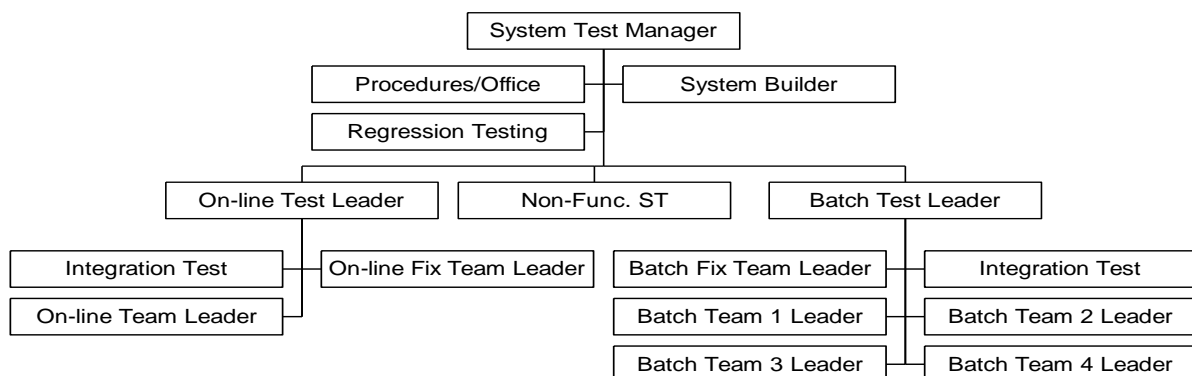 System Test Manager
Procedures/Office
System Builder
Regression Testing
On-line Test Leader
Non-Func. ST
Batch Test Leader
Integration Test
On-line Fix Team Leader
Batch Fix Team Leader
Integration Test
On-line Team Leader
Batch Team 1 Leader
Batch Team 2 Leader
Batch Team 3 Leader
Batch Team 4 Leader